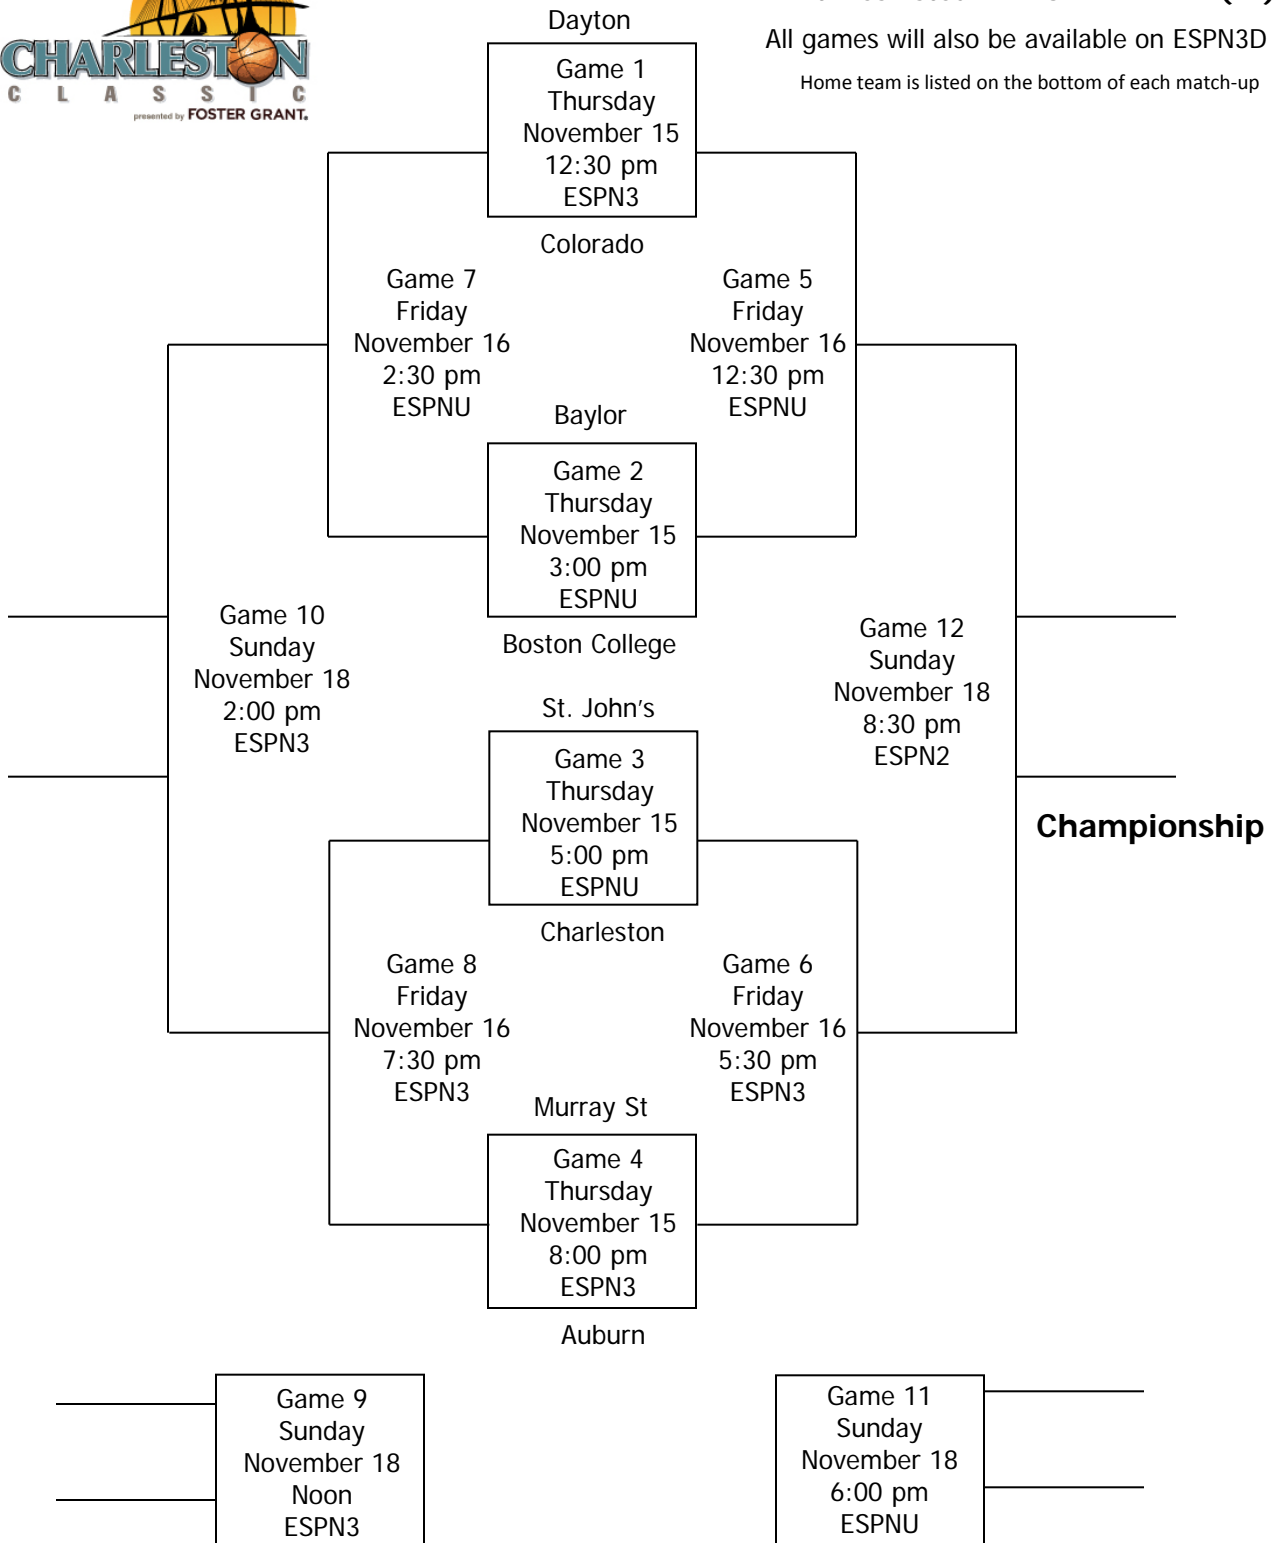 CHARLESTON
CLASSIC
presented by FOSTER GRANT.
All games will also be available on ESPN3D
Home team is listed on the bottom of each match-up
Dayton
Game 1
Thursday
November 15
12:30 pm
ESPN3
Colorado
Game 7
Friday
November 16
2:30 pm
ESPNU
Game 5
Friday
November 16
12:30 pm
ESPNU
Baylor
Game 2
Thursday
November 15
3:00 pm
ESPNU
Boston College
Game 10
Sunday
November 18
2:00 pm
ESPN3
Game 12
Sunday
November 18
8:30 pm
ESPN2
Championship
St. John's
Game 3
Thursday
November 15
5:00 pm
ESPNU
Charleston
Game 8
Friday
November 16
7:30 pm
ESPN3
Game 6
Friday
November 16
5:30 pm
ESPN3
Murray St
Game 4
Thursday
November 15
8:00 pm
ESPN3
Auburn
Game 9
Sunday
November 18
Noon
ESPN3
Game 11
Sunday
November 18
6:00 pm
ESPNU